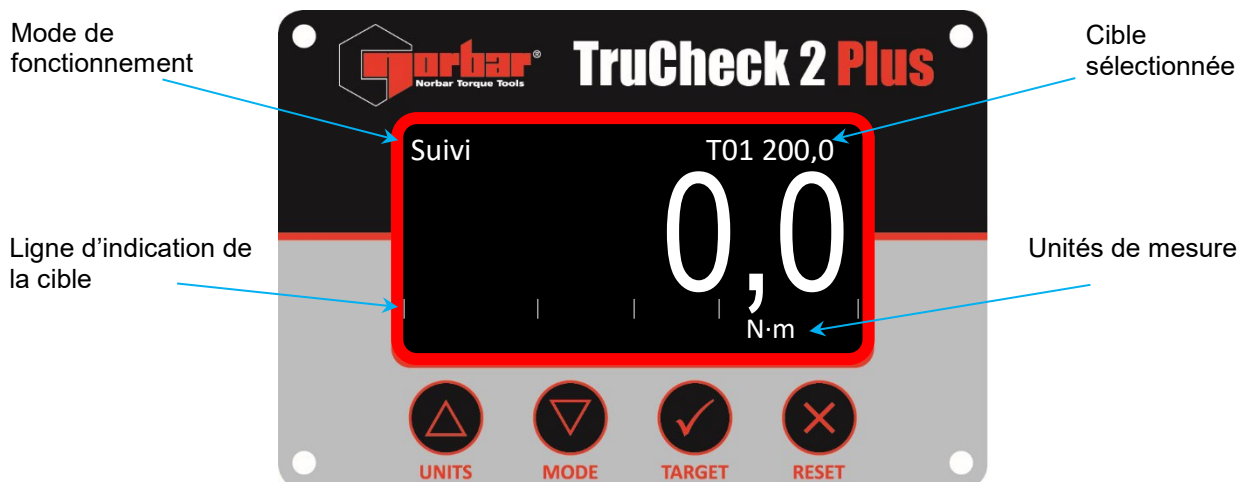 Mode de
fonctionnement
norbar®
Norbar Torque Tools
TruCheck 2 Plus
Cible
sélectionnée
Suivi
T01 200,0
0,0
Ligne d’indication de
la cible
Unités de mesure
N·m
UNITS
MODE
TARGET
RESET